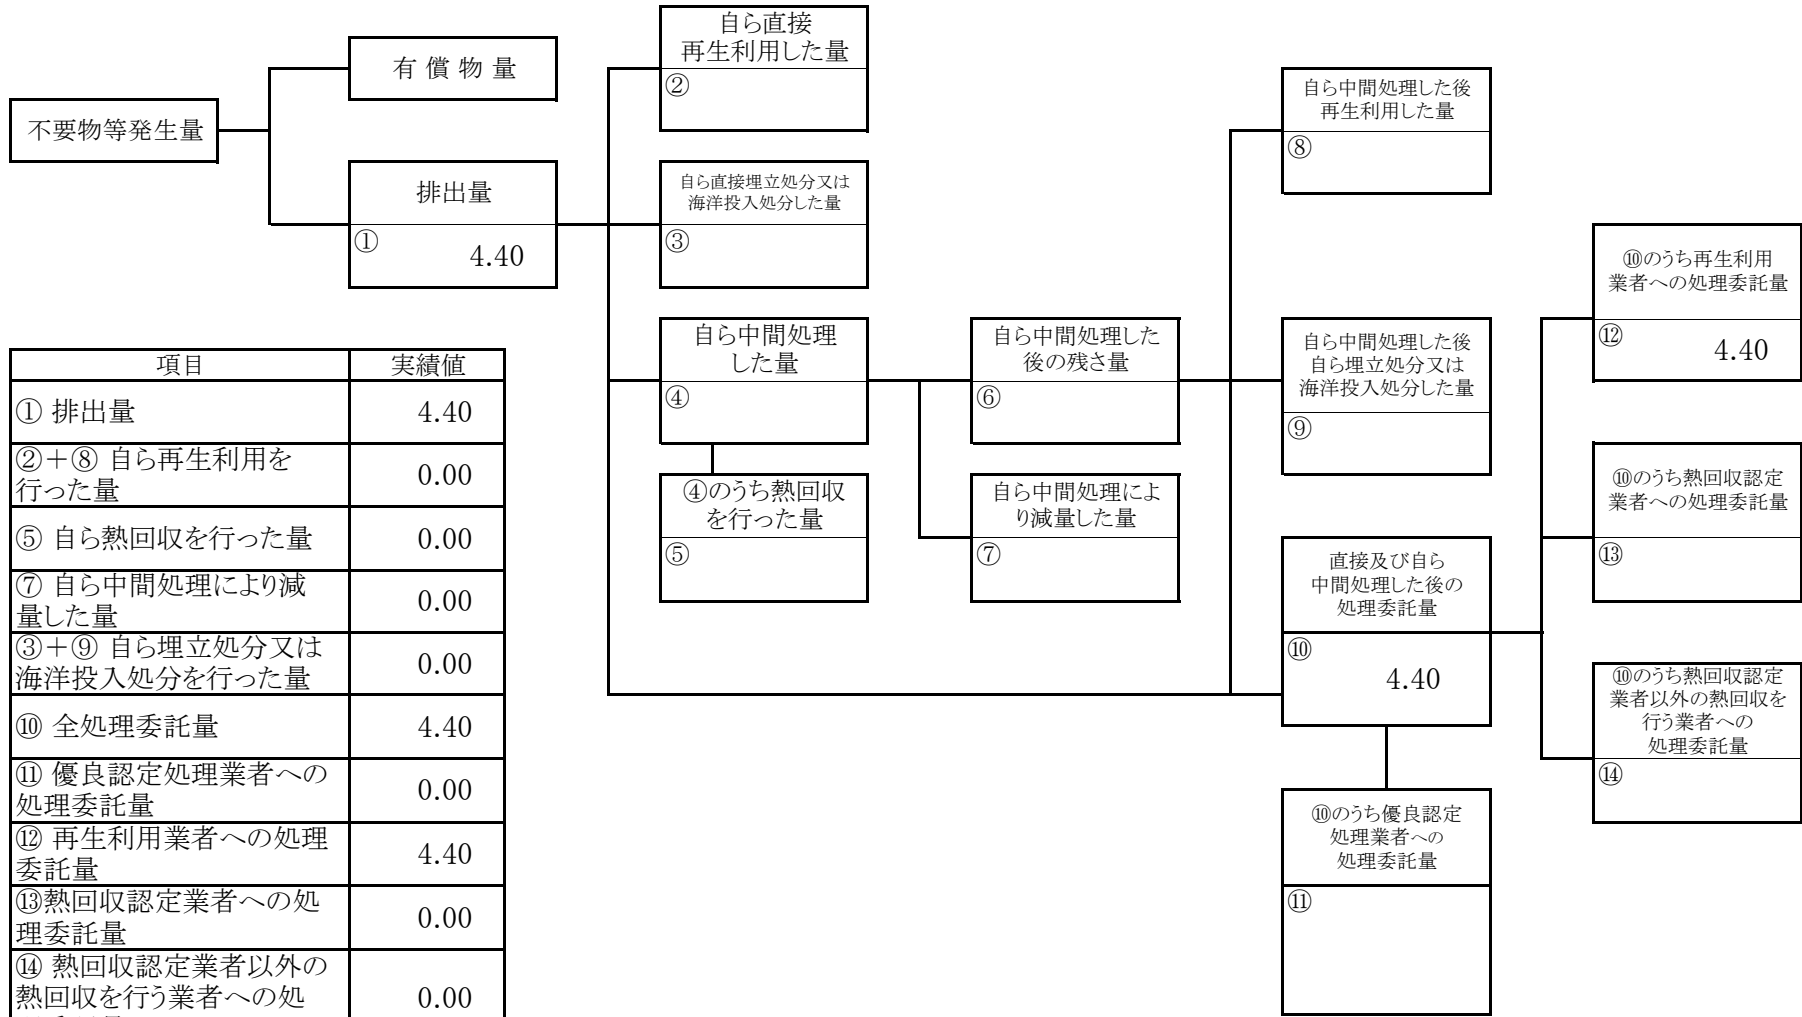 不要物等発生量
有 償 物 量
排出量
①
4.40
自ら直接
再生利用した量
②
自ら直接埋立処分又は
海洋投入処分した量
③
自ら中間処理
した量
④
④のうち熱回収
を行った量
⑤
自ら中間処理した
後の残さ量
⑥
自ら中間処理によ
り減量した量
⑦
自ら中間処理した後
再生利用した量
⑧
自ら中間処理した後
自ら埋立処分又は
海洋投入処分した量
⑨
直接及び自ら
中間処理した後の
処理委託量
⑩
4.40
⑩のうち優良認定
処理業者への
処理委託量
⑪
⑩のうち再生利用
業者への処理委託量
⑫
4.40
⑩のうち熱回収認定
業者への処理委託量
⑬
⑩のうち熱回収認定
業者以外の熱回収を
行う業者への
処理委託量
⑭
項目 実績値
① 排出量 4.40
②+⑧ 自ら再生利用を
行った量 0.00
⑤ 自ら熱回収を行った量 0.00
⑦ 自ら中間処理により減
量した量 0.00
③+⑨ 自ら埋立処分又は
海洋投入処分を行った量 0.00
⑩ 全処理委託量 4.40
⑪ 優良認定処理業者への
処理委託量 0.00
⑫ 再生利用業者への処理
委託量 4.40
⑬熱回収認定業者への処
理委託量 0.00
⑭ 熱回収認定業者以外の
熱回収を行う業者への処 0.00